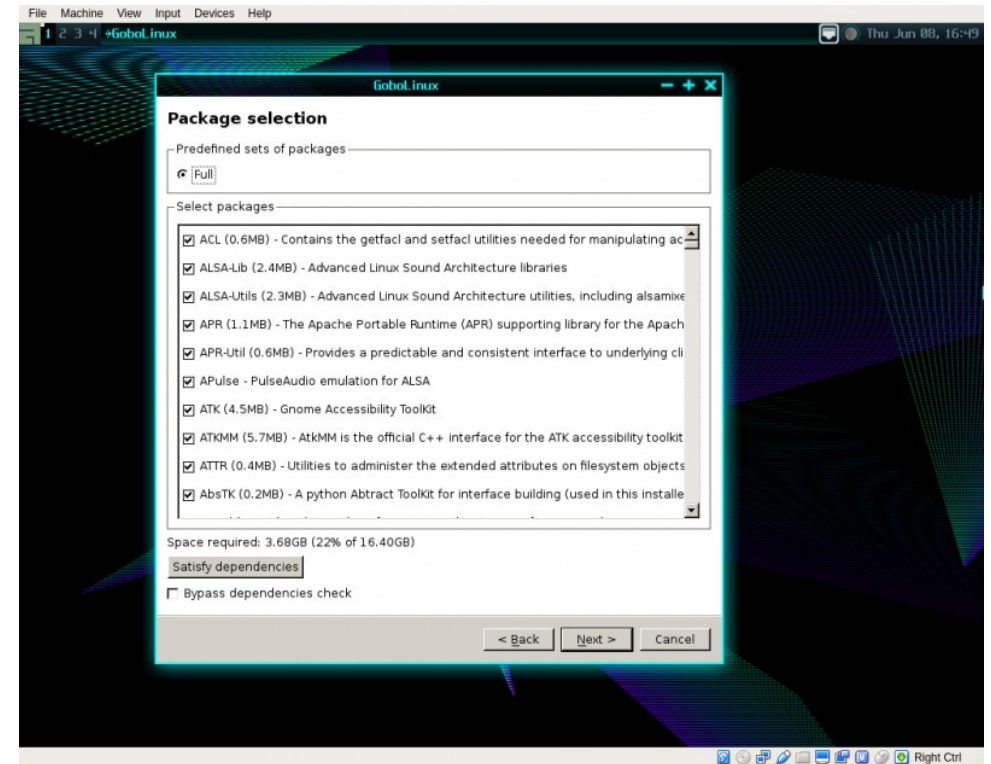 File Machine View Input Devices Help
1 2 3 4 GoboLinux Thu Jun 08, 16:49
GoboLinux
Package selection
Predefined sets of packages
Full
Select packages
ACL (0.6MB) - Contains the getfacl and setfacl utilities needed for manipulating ac
ALSA-Lib (2.4MB) - Advanced Linux Sound Architecture libraries
ALSA-Utils (2.3MB) - Advanced Linux Sound Architecture utilities, including alsamixe
APR (1.1MB) - The Apache Portable Runtime (APR) supporting library for the Apach
APR-Util (0.6MB) - Provides a predictable and consistent interface to underlying cli
APulse - PulseAudio emulation for ALSA
ATK (4.5MB) - Gnome Accessibility ToolKit
ATKMM (5.7MB) - AtkMM is the official C++ interface for the ATK accessibility toolkit
ATTR (0.4MB) - Utilities to administer the extended attributes on filesystem objects
AbsTK (0.2MB) - A python Abtract ToolKit for interface building (used in this installe
Space required: 3.68GB (22% of 16.40GB)
Satisfy dependencies
Bypass dependencies check
< Back Next > Cancel
Right Ctrl